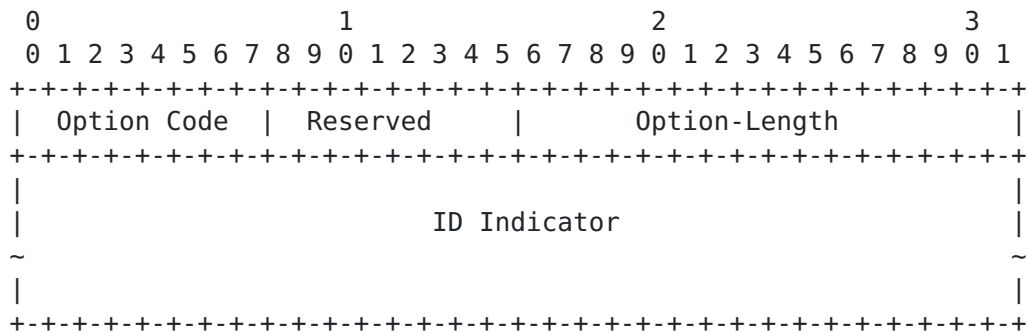 0                   1                   2                   3
 0 1 2 3 4 5 6 7 8 9 0 1 2 3 4 5 6 7 8 9 0 1 2 3 4 5 6 7 8 9 0 1
+-+-+-+-+-+-+-+-+-+-+-+-+-+-+-+-+-+-+-+-+-+-+-+-+-+-+-+-+-+-+-+-+
|  Option Code  |  Reserved     |       Option-Length           |
+-+-+-+-+-+-+-+-+-+-+-+-+-+-+-+-+-+-+-+-+-+-+-+-+-+-+-+-+-+-+-+-+
|                                                               |
|                          ID Indicator                         |
~                                                               ~
|                                                               |
+-+-+-+-+-+-+-+-+-+-+-+-+-+-+-+-+-+-+-+-+-+-+-+-+-+-+-+-+-+-+-+-+